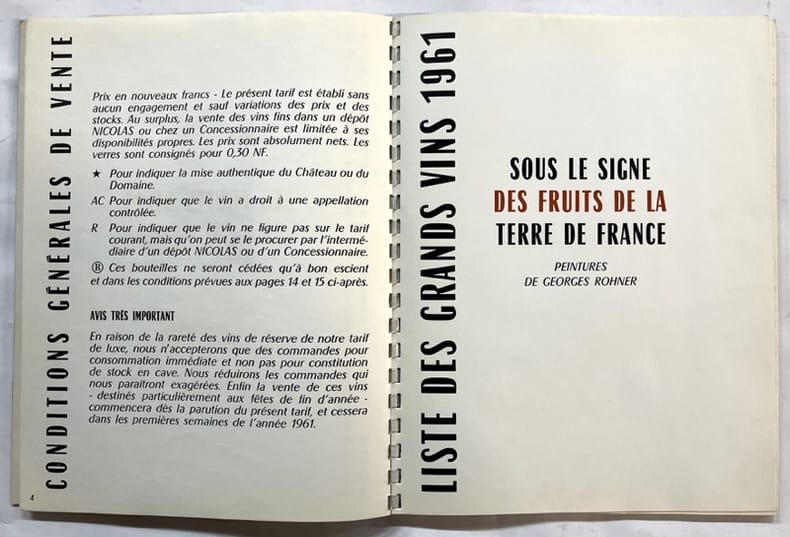 CONDITIONS GÉNÉRALES DE VENTE
Prix en nouveaux francs - Le présent tarif est établi sans
aucun engagement et sauf variations des prix et des
stocks. Au surplus, la vente des vins fins dans un dépôt
NICOLAS ou chez un Concessionnaire est limitée à ses
disponibilités propres. Les prix sont absolument nets. Les
verres sont consignés pour 0,30 NF.
★ Pour indiquer la mise authentique du Château ou du
Domaine.
AC Pour indiquer que le vin a droit à une appellation
contrôlée.
R Pour indiquer que le vin ne figure pas sur le tarif
courant, mais qu'on peut se le procurer par l'intermé-
diaire d'un dépôt NICOLAS ou d'un Concessionnaire.
® Ces bouteilles ne seront cédées qu'à bon escient
et dans les conditions prévues aux pages 14 et 15 ci-après.
AVIS TRÈS IMPORTANT
En raison de la rareté des vins de réserve de notre tarif
de luxe, nous n'accepterons que des commandes pour
consommation immédiate et non pas pour constitution
de stock en cave. Nous réduirons les commandes qui
nous paraîtront exagérées. Enfin la vente de ces vins
- destinés particulièrement aux fêtes de fin d'année -
commencera dès la parution du présent tarif, et cessera
dans les premières semaines de l'année 1961.
4
LISTE DES GRANDS VINS 1961
SOUS LE SIGNE
DES FRUITS DE LA
TERRE DE FRANCE
PEINTURES
DE GEORGES ROHNER